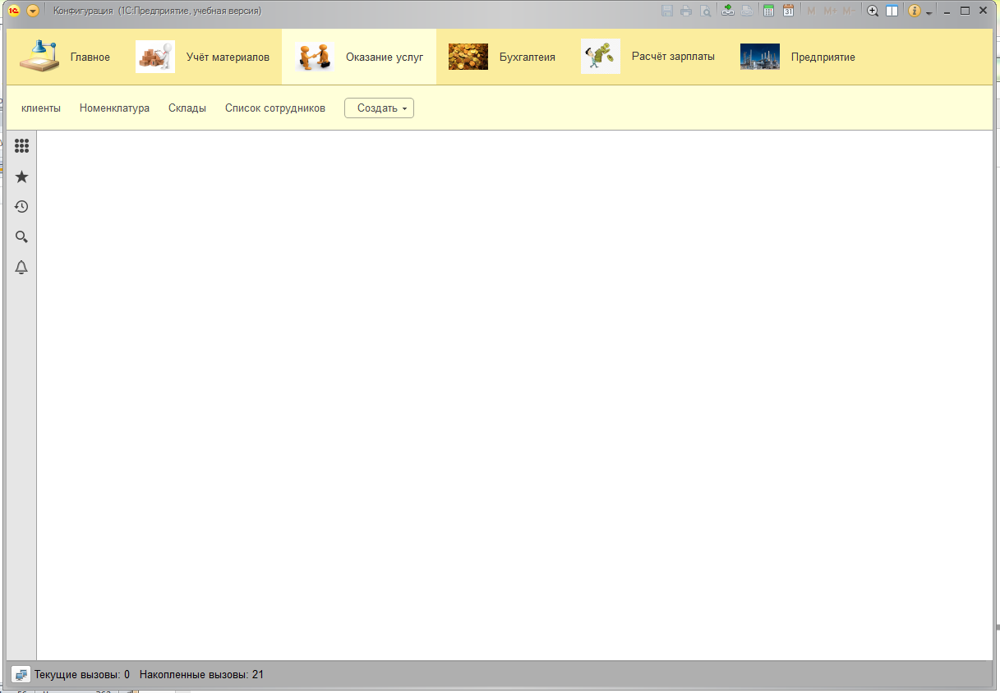 Конфигурация (1С:Предприятие, учебная версия)
M M+ M-
Главное Учёт материалов Оказание услуг Бухгалтеия Расчёт зарплаты Предприятие
клиенты Номенклатура Склады Список сотрудников Создать
Текущие вызовы: 0 Накопленные вызовы: 21